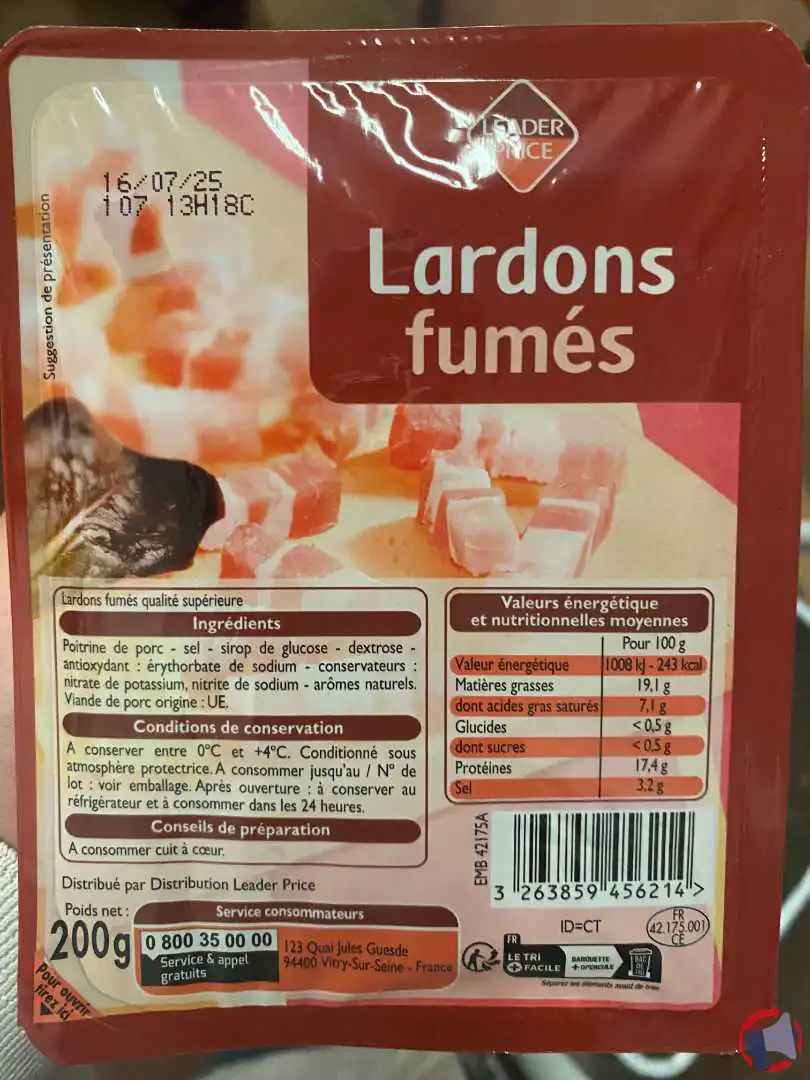 LEADER
PRICE
16/07/25
107 13H18C
Suggestion de présentation
Lardons
fumés
Lardons fumés qualité supérieure
Ingrédients
Poitrine de porc - sel - sirop de glucose - dextrose -
antioxydant : érythorbate de sodium - conservateurs :
nitrate de potassium, nitrite de sodium - arômes naturels.
Viande de porc origine : UE.
Conditions de conservation
A conserver entre 0°C et +4°C. Conditionné sous
atmosphère protectrice. A consommer jusqu'au / N° de
lot : voir emballage. Après ouverture : à conserver au
réfrigérateur et à consommer dans les 24 heures.
Conseils de préparation
A consommer cuit à cœur.
Valeurs énergétique
et nutritionnelles moyennes
Pour 100 g
Valeur énergétique 1008 kJ - 243 kcal
Matières grasses 19,1 g
dont acides gras saturés 7,1 g
Glucides < 0,5 g
dont sucres < 0,5 g
Protéines 17,4 g
Sel 3,2 g
EMB 42175A
3 263859 456214 >
Distribué par Distribution Leader Price
Poids net :
200g
Service consommateurs
0 800 35 00 00
Service & appel
gratuits
123 Quai Jules Guesde
94400 Vitry-Sur-Seine - France
Pour ouvrir
tirez ici
ID=CT
FR
42.175.001
CE
FR
LE TRI
+ FACILE
BARQUETTE
+ OPERCULE
BAC
DE
TRI
Séparez les éléments avant de trier